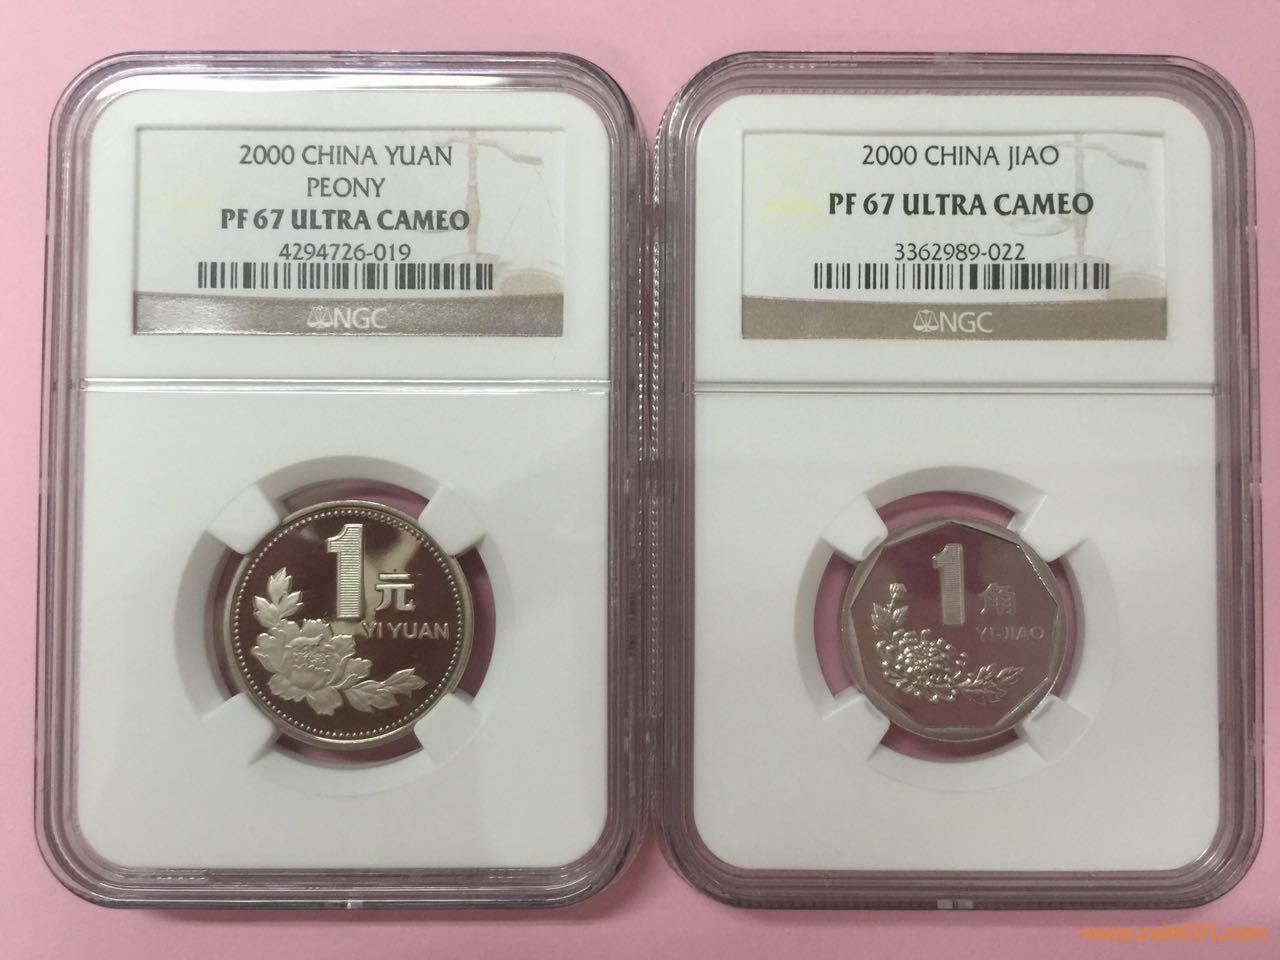 2000 CHINA YUAN
PEONY
PF 67 ULTRA CAMEO
4294726-019
NGC
1元
YI YUAN
2000 CHINA JIAO
PF 67 ULTRA CAMEO
3362989-022
NGC
1角
YI-JIAO
www.coin001.com